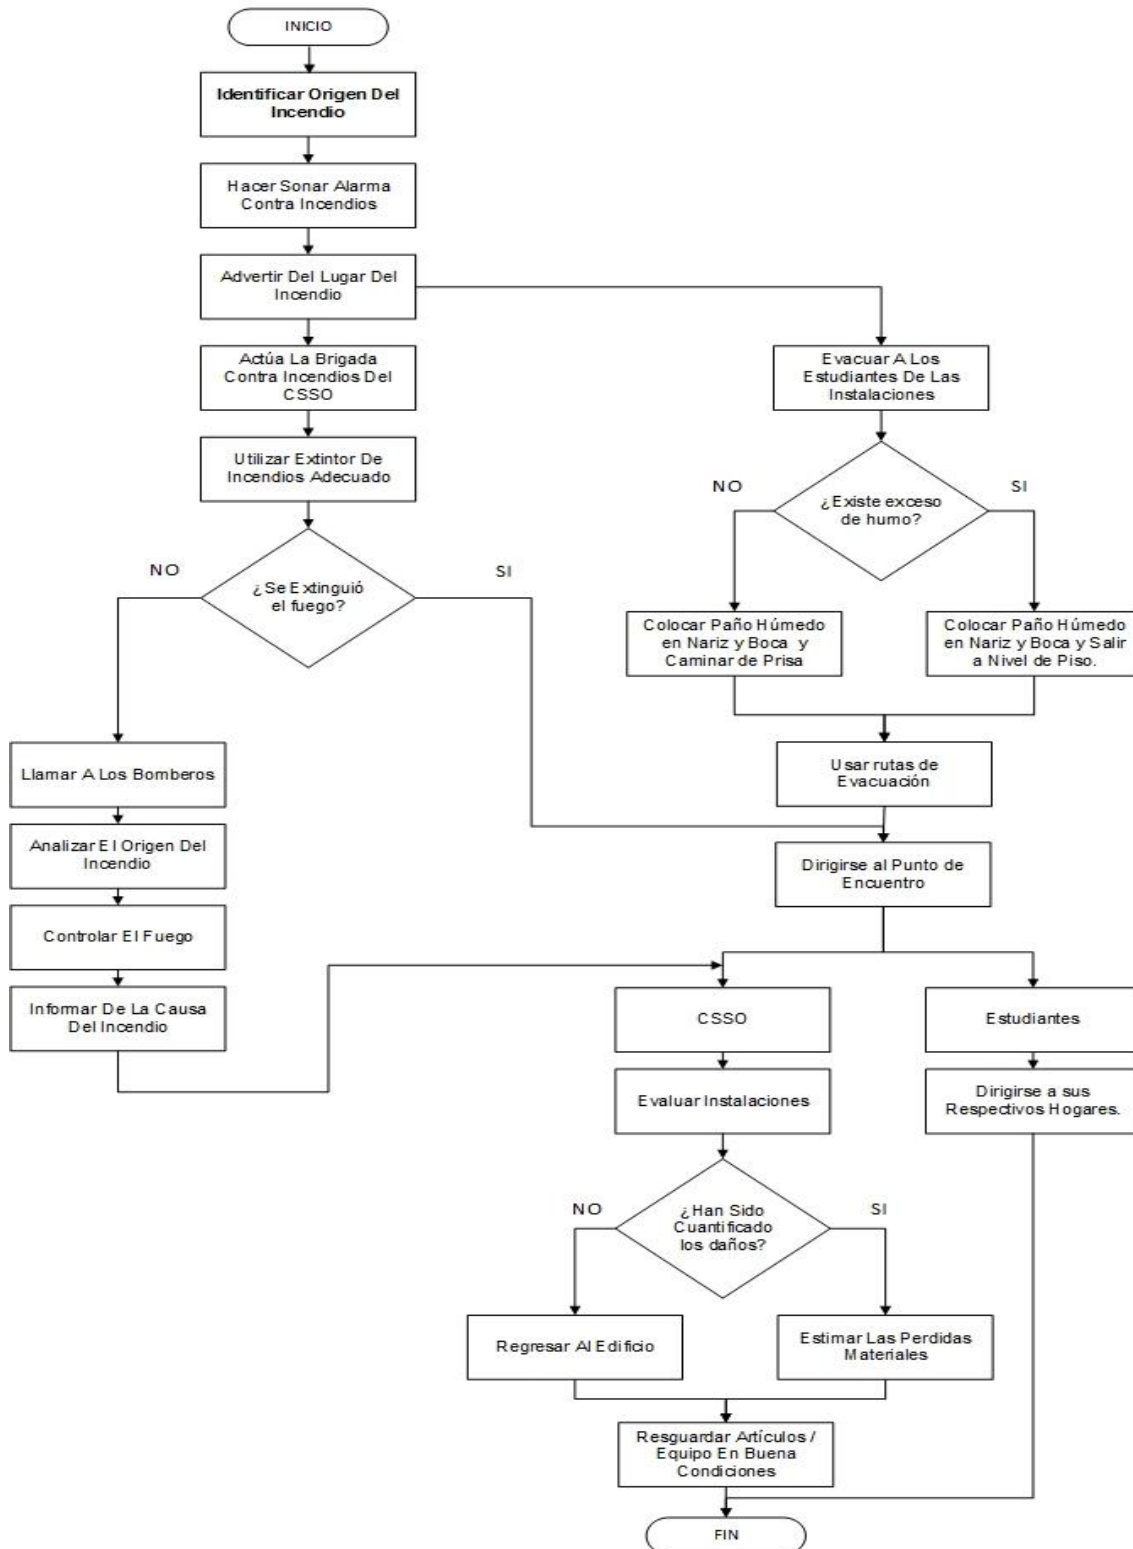 INICIO
Identificar Origen Del
Incendio
Hacer Sonar Alarma
Contra Incendios
Advertir Del Lugar Del
Incendio
Actúa La Brigada
Contra Incendios Del
CSSO
Utilizar Extintor De
Incendios Adecuado
¿Se Extinguió
el fuego?
NO
SI
Evacuar A Los
Estudiantes De Las
Instalaciones
¿Existe exceso
de humo?
NO
SI
Colocar Paño Húmedo
en Nariz y Boca y
Caminar de Prisa
Colocar Paño Húmedo
en Nariz y Boca y Salir
a Nivel de Piso.
Usar rutas de
Evacuación
Llamar A Los Bomberos
Analizar El Origen Del
Incendio
Controlar El Fuego
Informar De La Causa
Del Incendio
Dirigirse al Punto de
Encuentro
CSSO
Estudiantes
Evaluar Instalaciones
Dirigirse a sus
Respectivos Hogares.
¿Han Sido
Cuantificado
los daños?
NO
SI
Regresar Al Edificio
Estimar Las Perdidas
Materiales
Resguardar Artículos /
Equipo En Buena
Condiciones
FIN